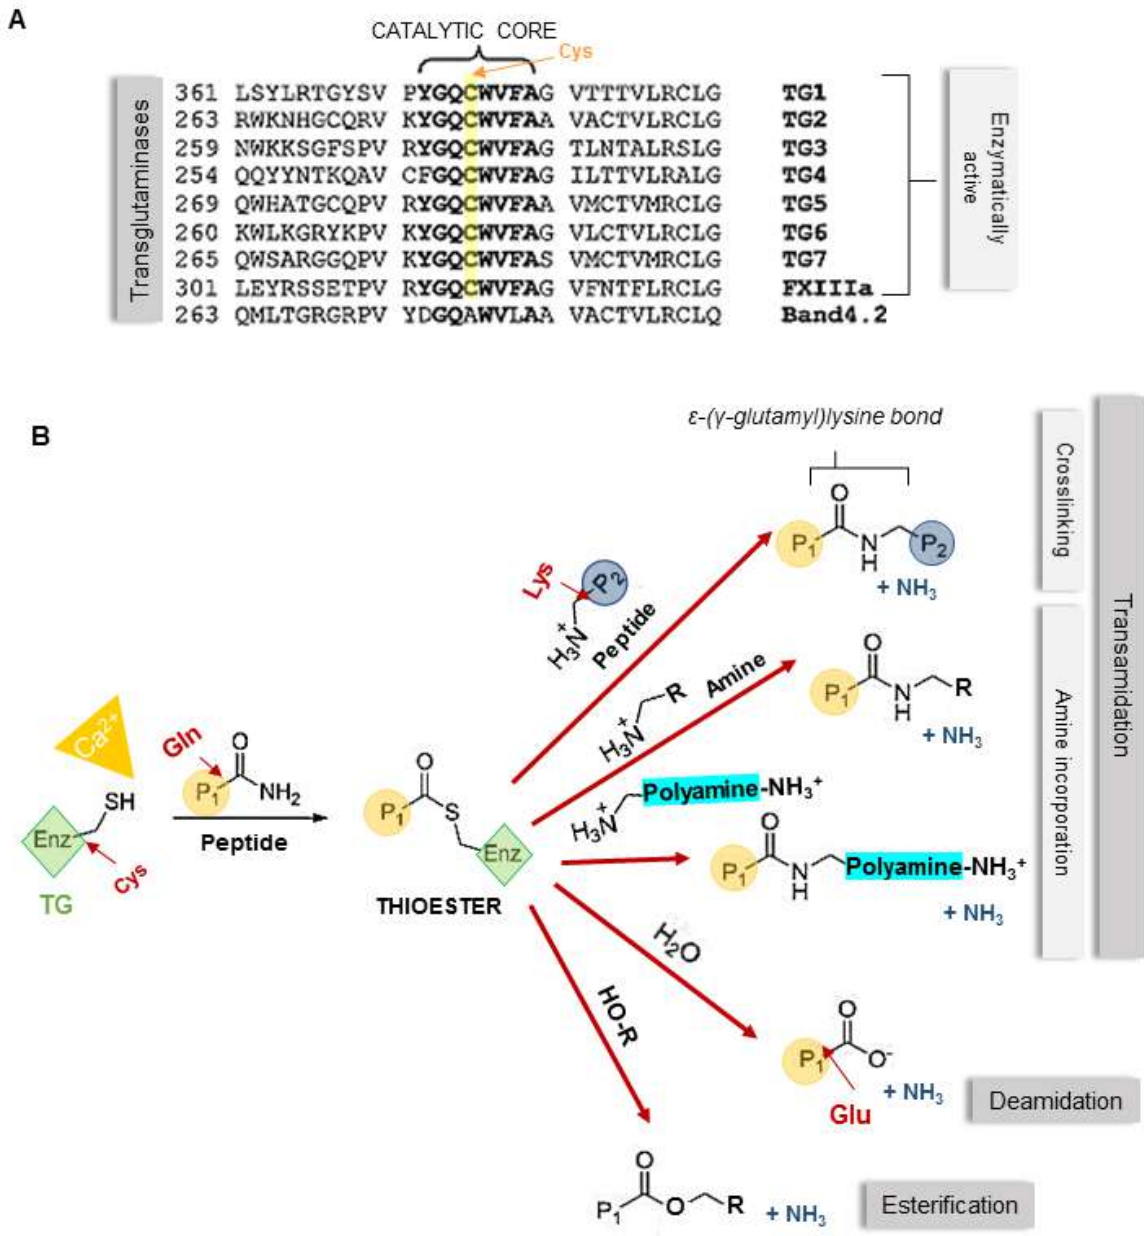 A
CATALYTIC CORE
Cys
Transglutaminases
361 LSYLRTGYSV PYGQCWVFAG VTTTVLRCLG TG1
263 RWKNHGCQRV KYGQCWVFAA VACTVLRCLG TG2
259 NWKKSGFSPV RYGQCWVFAG TLNTALRSLG TG3
254 QQYYNTKQAV CFGQCWVFAG ILTTVLRALG TG4
269 QWHATGCQPV RYGQCWVFAA VMCTVMRCLG TG5
260 KWLKGRYKPV KYGQCWVFAG VLCTVLRCLG TG6
265 QWSARGGQPV KYGQCWVFAS VMCTVMRCLG TG7
301 LEYRSSETPV RYGQCWVFAG VFNTFLRCLG FXIIIa
263 QMLTGRGRPV YDGQAWVLAA VACTVLRCLQ Band4.2
Enzymatically
active
B
ε-(γ-glutamyl)lysine bond
O
P1
N
H
P2
+ NH3
Crosslinking
Transamidation
Lys
P2
H3N+
Peptide
Amine
H3N+
R
O
P1
N
H
R
+ NH3
Amine incorporation
Ca2+
SH
Enz
Cys
TG
Gln
O
P1
NH2
Peptide
O
P1
S
Enz
THIOESTER
H3N+
Polyamine-NH3+
O
P1
N
H
Polyamine-NH3+
+ NH3
H2O
O
P1
O-
+ NH3
Glu
Deamidation
HO-R
O
P1
O
R
+ NH3
Esterification